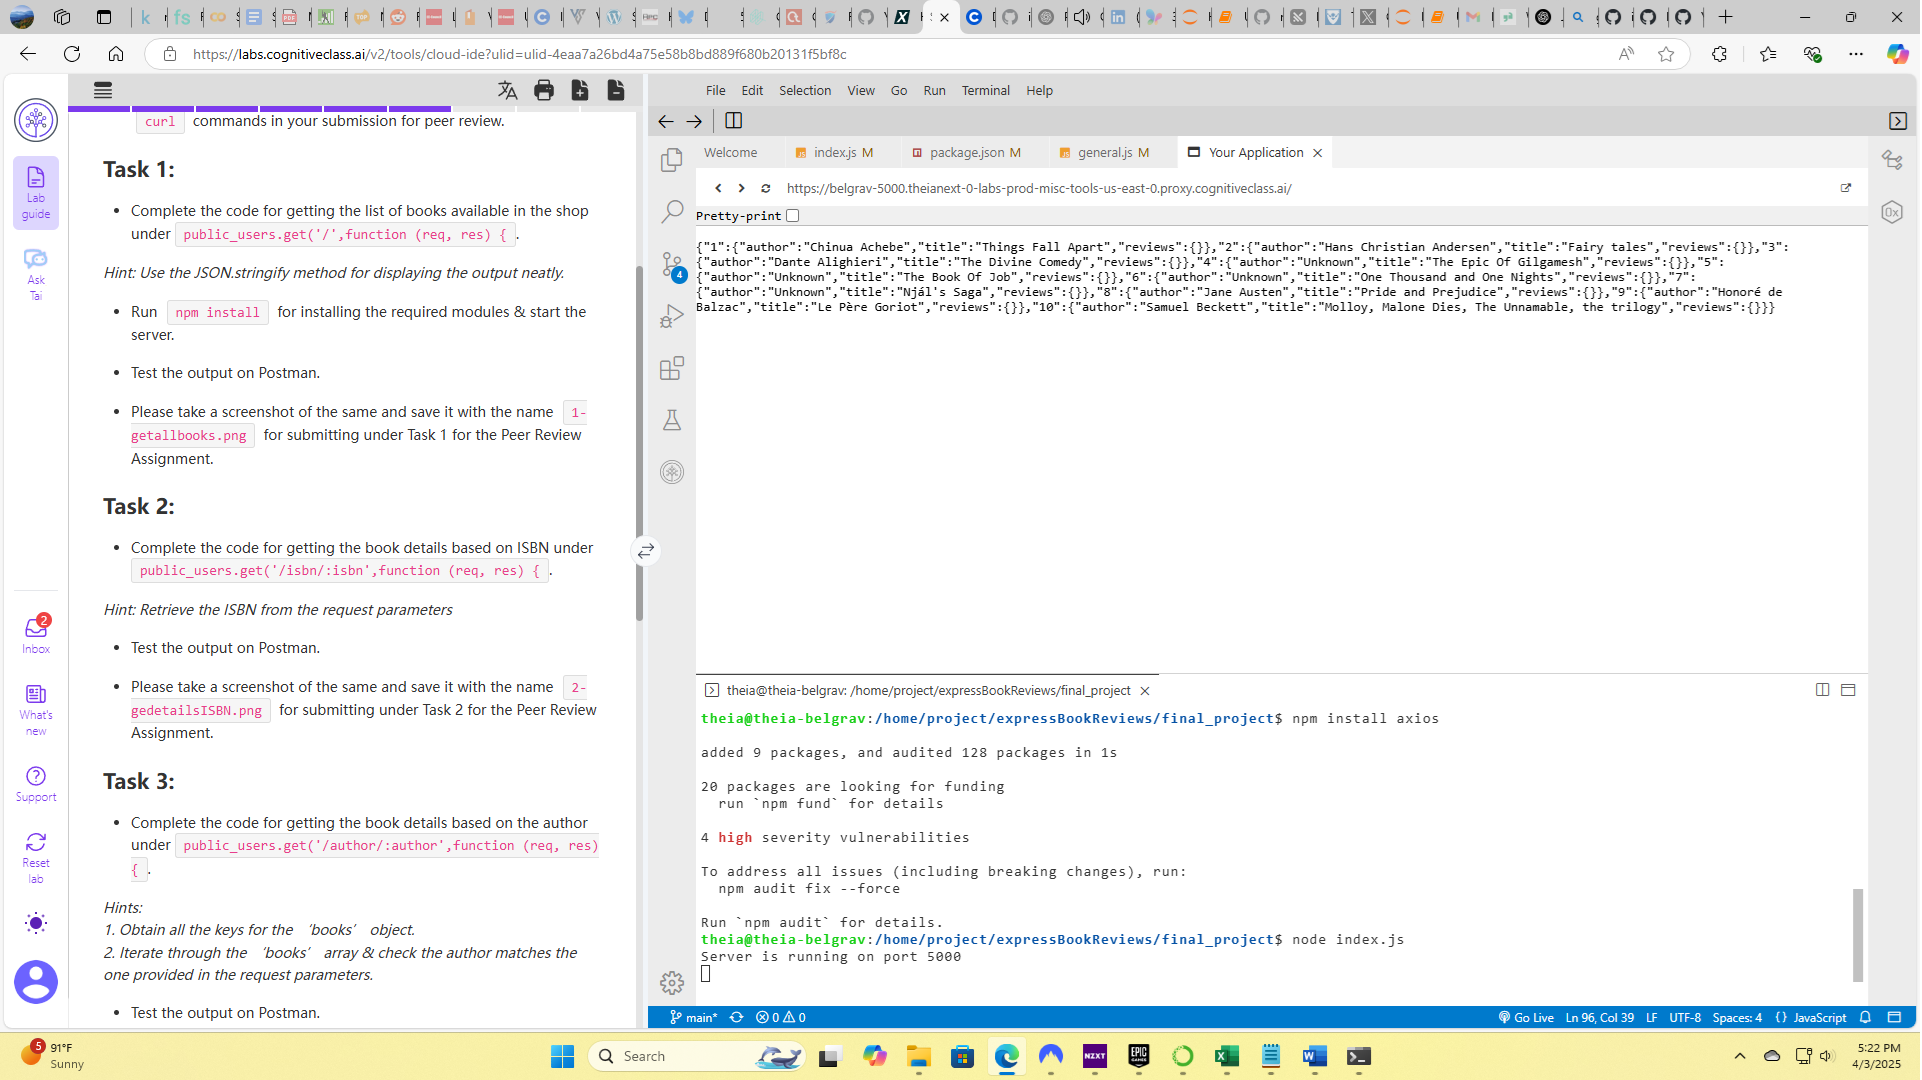 https://labs.cognitiveclass.ai/v2/tools/cloud-ide?ulid=ulid-4eaa7a26bd4a75e58b8bd889f680b20131f5bf8c
Lab guide
Ask Tai
2
Inbox
What's new
Support
Reset lab
curl commands in your submission for peer review.
Task 1:
• Complete the code for getting the list of books available in the shop
under public_users.get('/',function (req, res) { .
Hint: Use the JSON.stringify method for displaying the output neatly.
• Run npm install for installing the required modules & start the
server.
• Test the output on Postman.
• Please take a screenshot of the same and save it with the name 1-
getallbooks.png for submitting under Task 1 for the Peer Review
Assignment.
Task 2:
• Complete the code for getting the book details based on ISBN under
public_users.get('/isbn/:isbn',function (req, res) { .
Hint: Retrieve the ISBN from the request parameters
• Test the output on Postman.
• Please take a screenshot of the same and save it with the name 2-
gedetailsISBN.png for submitting under Task 2 for the Peer Review
Assignment.
Task 3:
• Complete the code for getting the book details based on the author
under public_users.get('/author/:author',function (req, res)
{ .
Hints:
1. Obtain all the keys for the ‘books’ object.
2. Iterate through the ‘books’ array & check the author matches the
one provided in the request parameters.
• Test the output on Postman.
File Edit Selection View Go Run Terminal Help
Welcome index.js M package.json M general.js M Your Application
https://belgrav-5000.theianext-0-labs-prod-misc-tools-us-east-0.proxy.cognitiveclass.ai/
Pretty-print
4
{"1":{"author":"Chinua Achebe","title":"Things Fall Apart","reviews":{}},"2":{"author":"Hans Christian Andersen","title":"Fairy tales","reviews":{}},"3":
{"author":"Dante Alighieri","title":"The Divine Comedy","reviews":{}},"4":{"author":"Unknown","title":"The Epic Of Gilgamesh","reviews":{}},"5":
{"author":"Unknown","title":"The Book Of Job","reviews":{}},"6":{"author":"Unknown","title":"One Thousand and One Nights","reviews":{}},"7":
{"author":"Unknown","title":"Njál's Saga","reviews":{}},"8":{"author":"Jane Austen","title":"Pride and Prejudice","reviews":{}},"9":{"author":"Honoré de
Balzac","title":"Le Père Goriot","reviews":{}},"10":{"author":"Samuel Beckett","title":"Molloy, Malone Dies, The Unnamable, the trilogy","reviews":{}}}
theia@theia-belgrav: /home/project/expressBookReviews/final_project
theia@theia-belgrav:/home/project/expressBookReviews/final_project$ npm install axios
added 9 packages, and audited 128 packages in 1s
20 packages are looking for funding
run `npm fund` for details
4 high severity vulnerabilities
To address all issues (including breaking changes), run:
npm audit fix --force
Run `npm audit` for details.
theia@theia-belgrav:/home/project/expressBookReviews/final_project$ node index.js
Server is running on port 5000
main* 0 0 Go Live Ln 96, Col 39 LF UTF-8 Spaces: 4 {} JavaScript
5
91°F
Sunny
Search
NZXT
EPIC GAMES
5:22 PM
4/3/2025